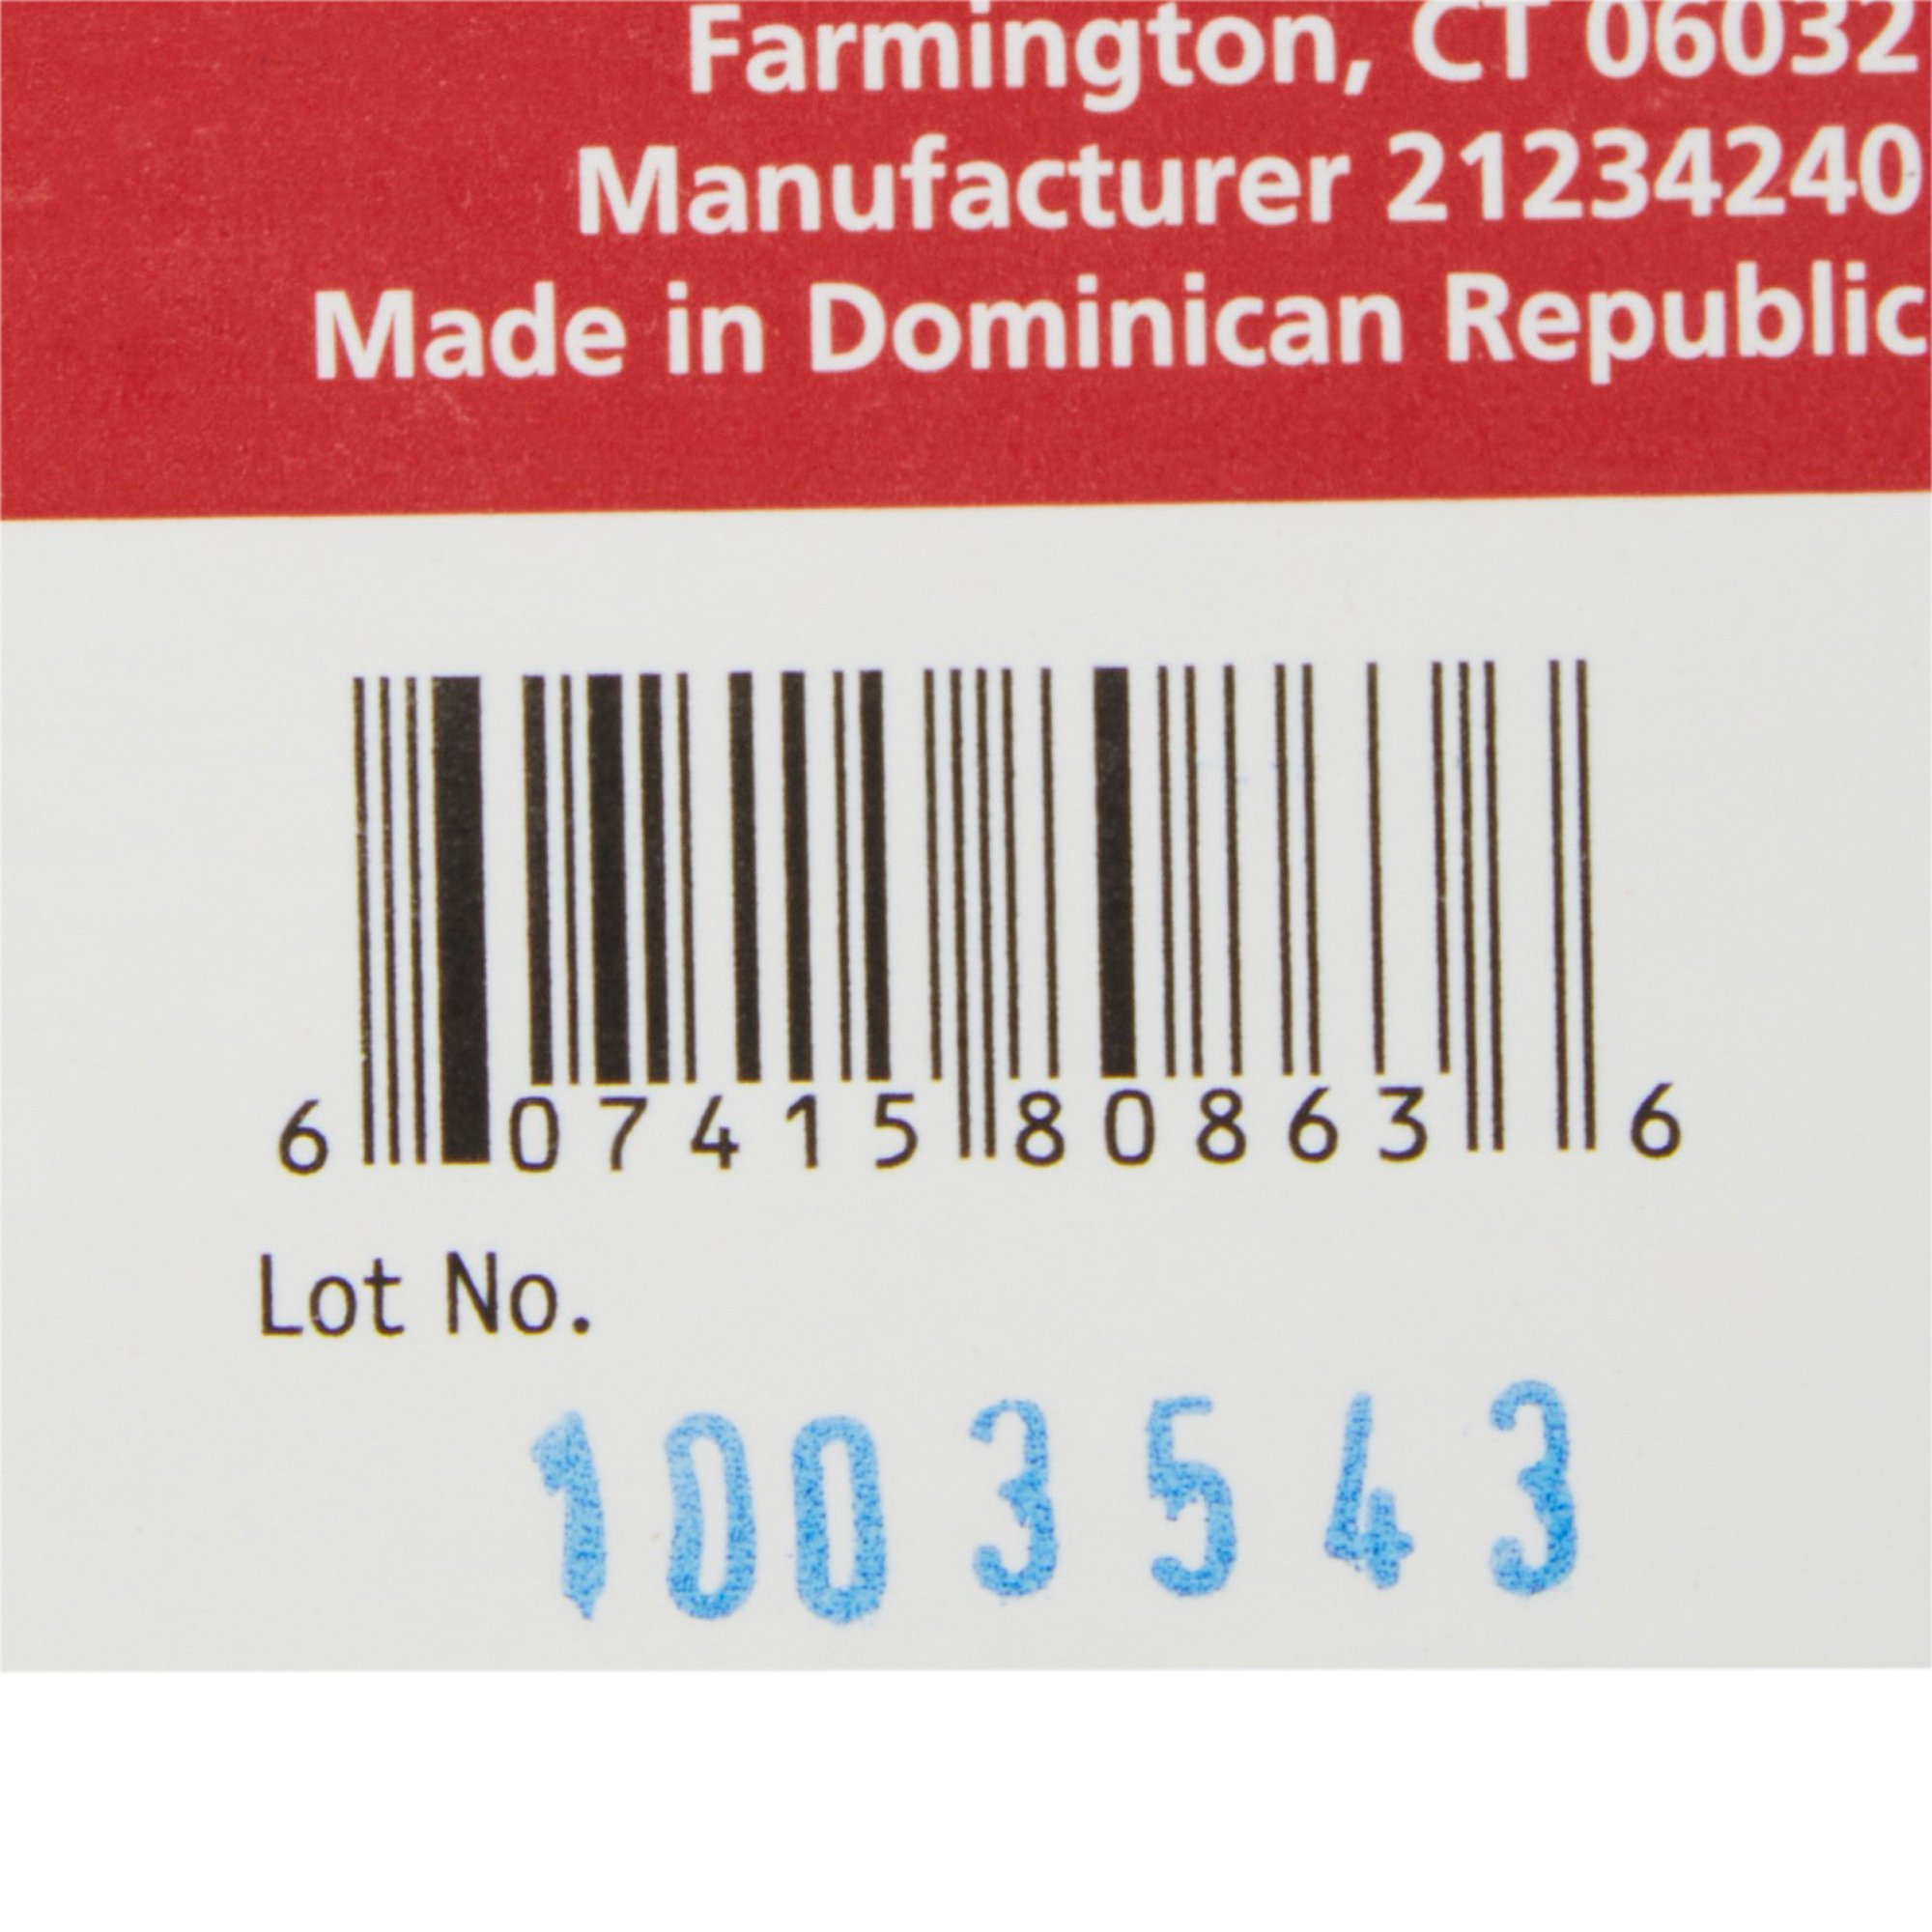 Farmington, CT 06032
Manufacturer 21234240
Made in Dominican Republic
6 07415 80863 6
Lot No.
1003543